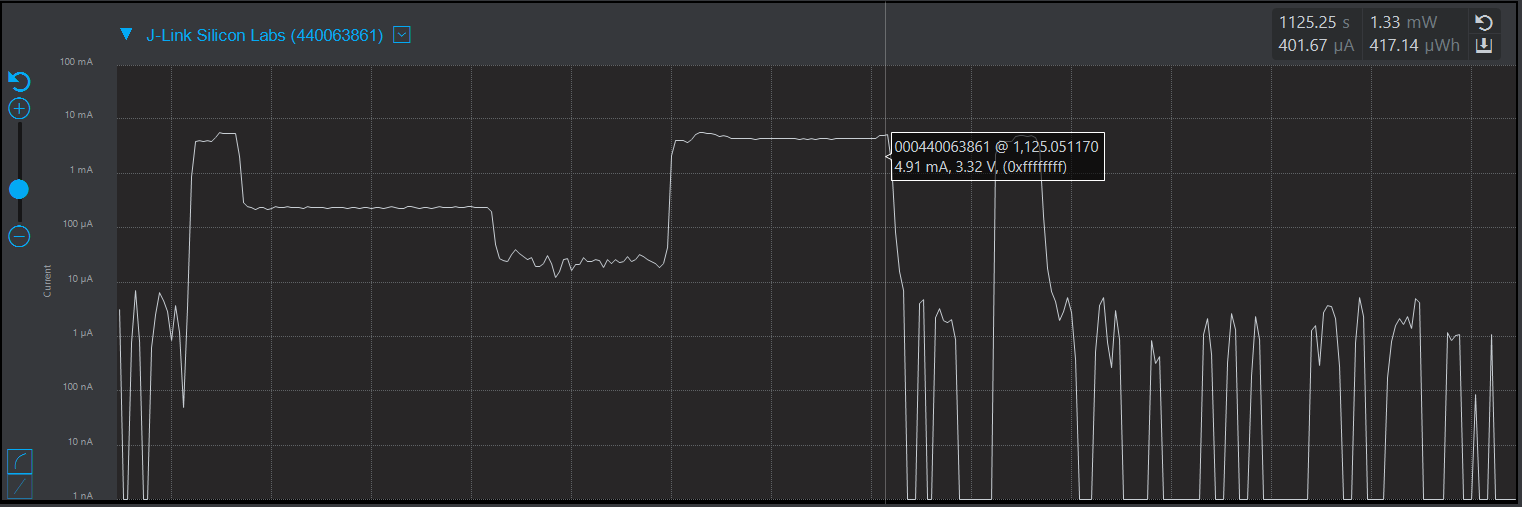 J-Link Silicon Labs (440063861)
1125.25 s 1.33 mW
401.67 µA 417.14 µWh
100 mA
10 mA
1 mA
100 µA
10 µA
1 µA
100 nA
10 nA
1 nA
Current
000440063861 @ 1,125.051170
4.91 mA, 3.32 V, (0xffffffff)